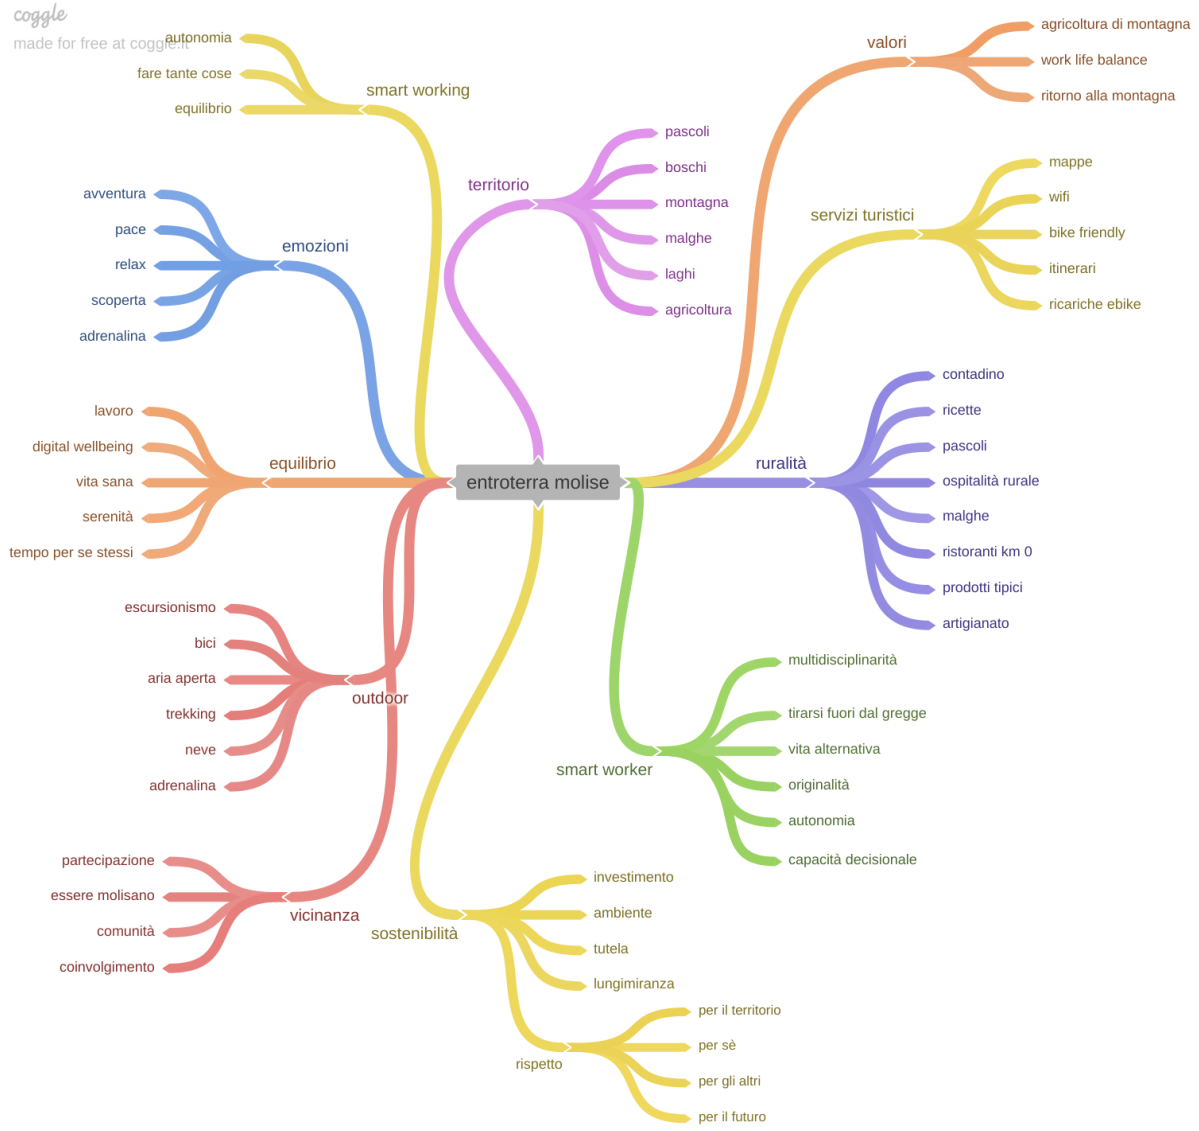 coggle
made for free at coggle.it
smart working
autonomia
fare tante cose
equilibrio
emozioni
avventura
pace
relax
scoperta
adrenalina
equilibrio
lavoro
digital wellbeing
vita sana
serenità
tempo per se stessi
outdoor
escursionismo
bici
aria aperta
trekking
neve
adrenalina
vicinanza
partecipazione
essere molisano
comunità
coinvolgimento
entroterra molise
territorio
pascoli
boschi
montagna
malghe
laghi
agricoltura
valori
agricoltura di montagna
work life balance
ritorno alla montagna
servizi turistici
mappe
wifi
bike friendly
itinerari
ricariche ebike
ruralità
contadino
ricette
pascoli
ospitalità rurale
malghe
ristoranti km 0
prodotti tipici
artigianato
smart worker
multidisciplinarità
tirarsi fuori dal gregge
vita alternativa
originalità
autonomia
capacità decisionale
sostenibilità
investimento
ambiente
tutela
lungimiranza
rispetto
per il territorio
per sè
per gli altri
per il futuro